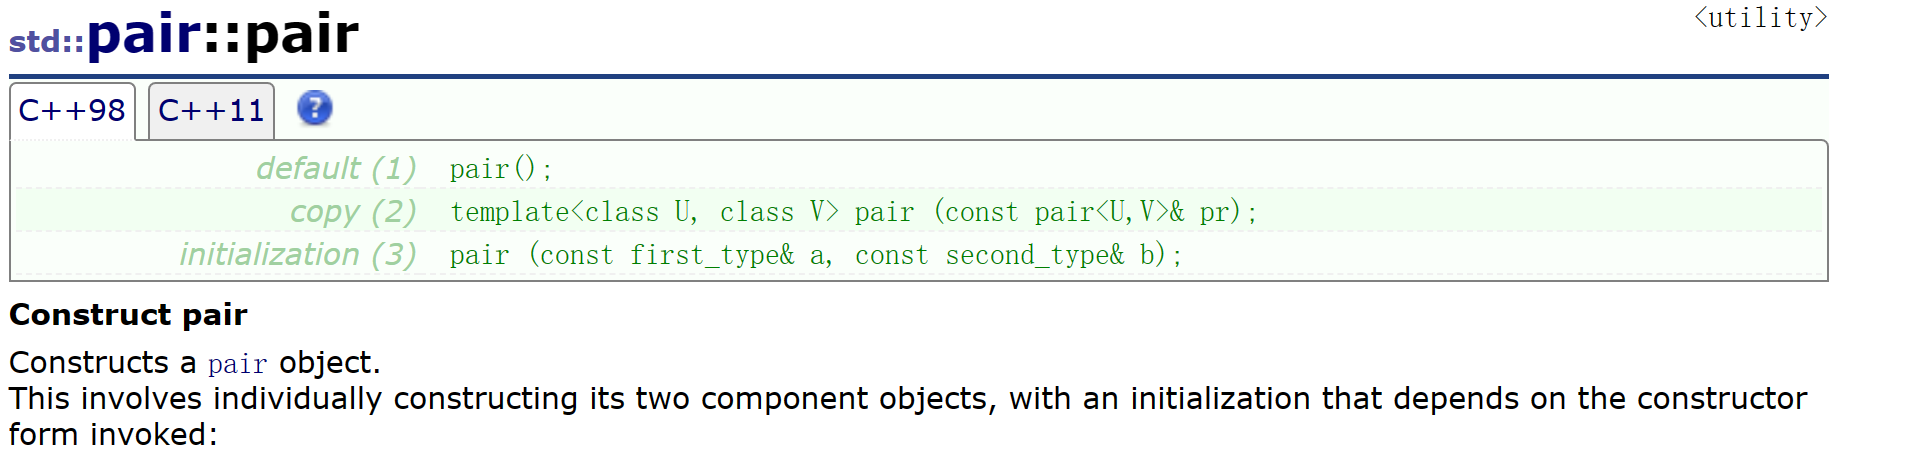 std::pair::pair
<utility>
C++98 C++11 ?
default (1) pair();
copy (2) template<class U, class V> pair (const pair<U,V>& pr);
initialization (3) pair (const first_type& a, const second_type& b);
Construct pair
Constructs a pair object.
This involves individually constructing its two component objects, with an initialization that depends on the constructor
form invoked: